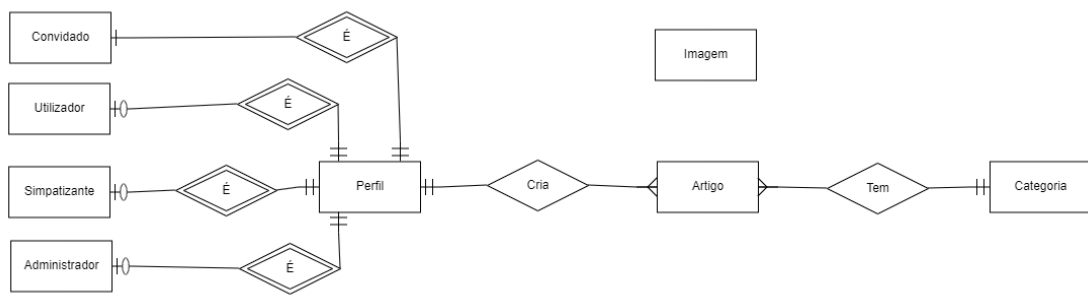 Convidado
É
Imagem
Utilizador
É
Simpatizante
É
Perfil
Cria
Artigo
Tem
Categoria
Administrador
É